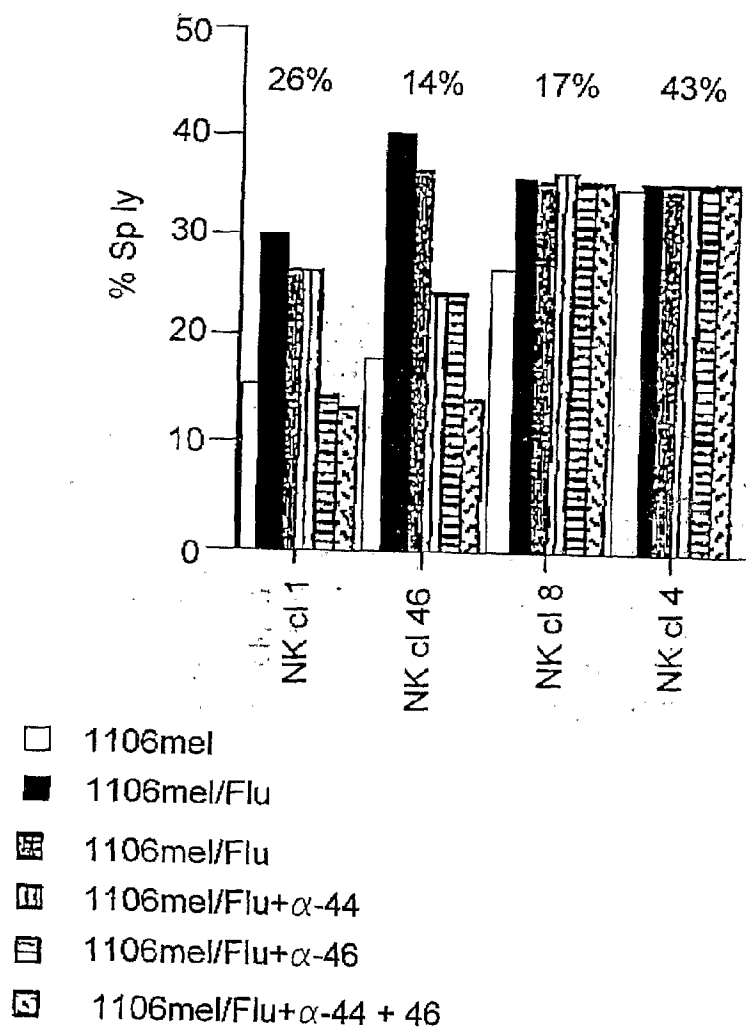 50
26% 14% 17% 43%
40
30
20
10
0
% Sp ly
NK cl 1
NK cl 46
NK cl 8
NK cl 4
1106mel
1106mel/Flu
1106mel/Flu
1106mel/Flu+α-44
1106mel/Flu+α-46
1106mel/Flu+α-44 + 46